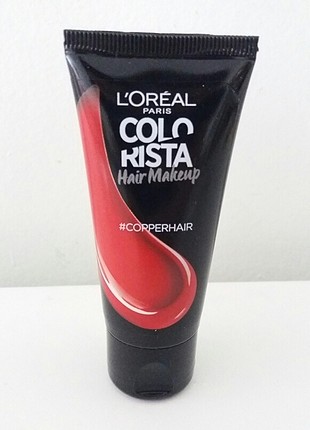 L'ORÉAL
PARIS
COLO
RISTA
Hair Makeup
#COPPERHAIR